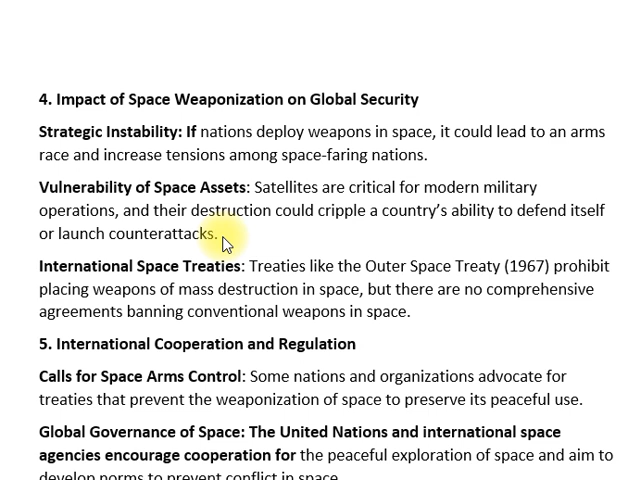 4. Impact of Space Weaponization on Global Security
Strategic Instability: If nations deploy weapons in space, it could lead to an arms
race and increase tensions among space-faring nations.
Vulnerability of Space Assets: Satellites are critical for modern military
operations, and their destruction could cripple a country’s ability to defend itself
or launch counterattacks.
International Space Treaties: Treaties like the Outer Space Treaty (1967) prohibit
placing weapons of mass destruction in space, but there are no comprehensive
agreements banning conventional weapons in space.
5. International Cooperation and Regulation
Calls for Space Arms Control: Some nations and organizations advocate for
treaties that prevent the weaponization of space to preserve its peaceful use.
Global Governance of Space: The United Nations and international space
agencies encourage cooperation for the peaceful exploration of space and aim to
develop norms to prevent conflict in space.